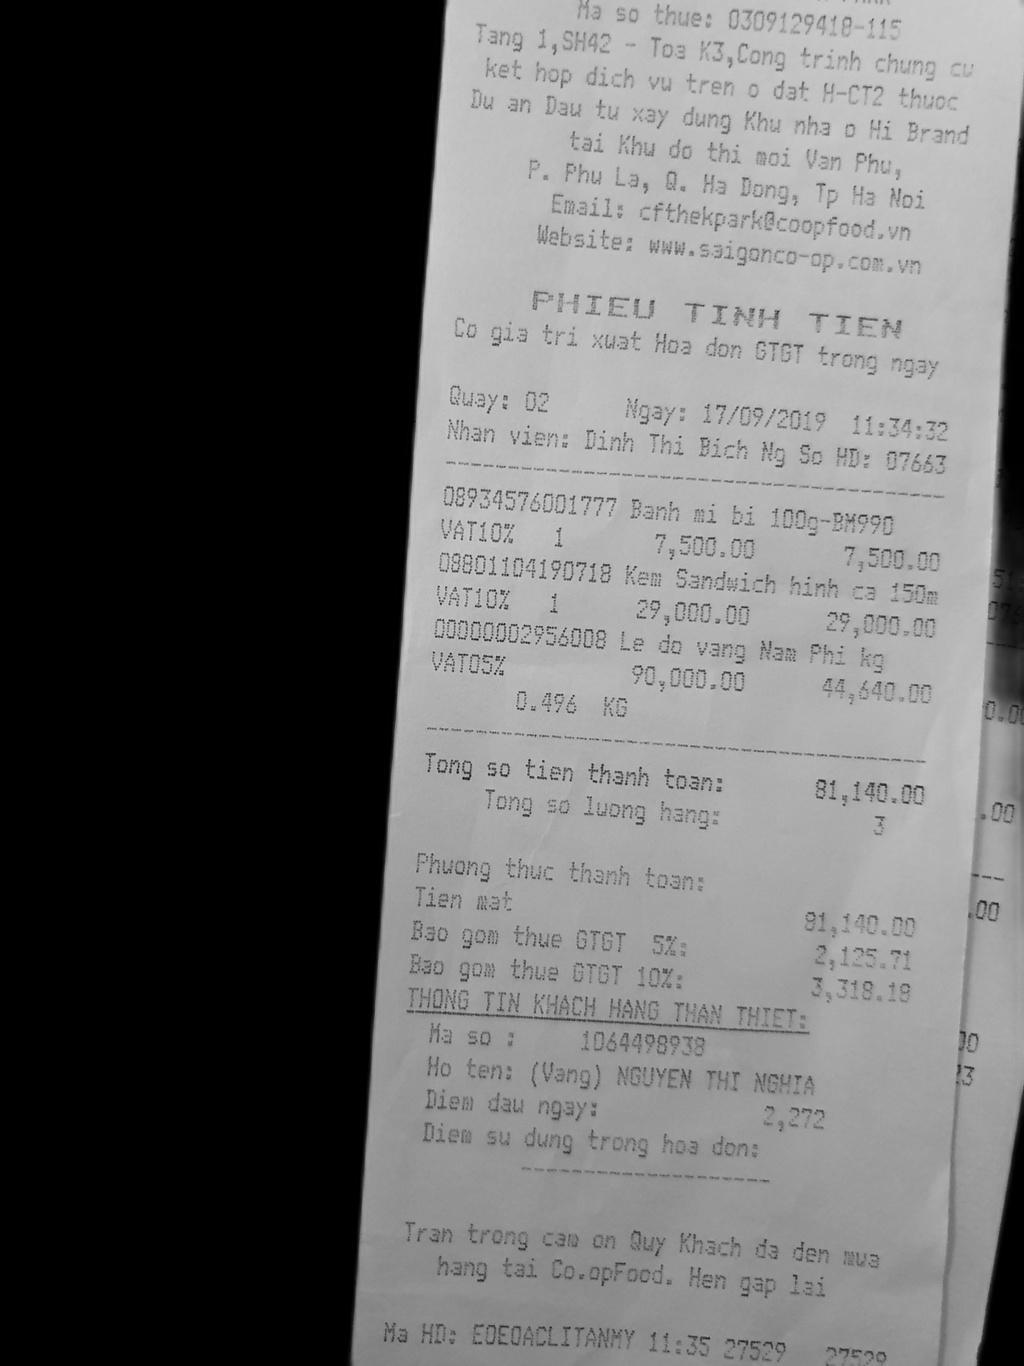 Ma so thue: 0309129418-115
Tang 1,SH42 - Toa K3,Cong trinh chung cu
ket hop dich vu tren o dat H-CT2 thuoc
Du an Dau tu xay dung Khu nha o Hi Brand
tai Khu do thi moi Van Phu,
P. Phu La, Q. Ha Dong, Tp Ha Noi
Email: cfthekpark@coopfood.vn
Website: www.saigonco-op.com.vn
PHIEU TINH TIEN
Co gia tri xuat Hoa don GTGT trong ngay
Quay: 02 Ngay: 17/09/2019 11:34:32
Nhan vien: Dinh Thi Bich Ng So HD: 07663
08934576001777 Banh mi bi 100g-BM990
VAT10% 1 7,500.00 7,500.00
08801104190718 Kem Sandwich hinh ca 150m
VAT10% 1 29,000.00 29,000.00
00000002956008 Le do vang Nam Phi kg
VAT05% 90,000.00 44,640.00
0.496 KG
Tong so tien thanh toan: 81,140.00
Tong so luong hang: 3
Phuong thuc thanh toan:
Tien mat 81,140.00
Bao gom thue GTGT 5%: 2,125.71
Bao gom thue GTGT 10%: 3,318.18
THONG TIN KHACH HANG THAN THIET:
Ma so : 1064498938
Ho ten: (Vang) NGUYEN THI NGHIA
Diem dau ngay: 2,272
Diem su dung trong hoa don:
Tran trong cam on Quy Khach da den mua
hang tai Co.opFood. Hen gap lai
Ma HD: EOEOACLITANMY 11:35 27529 27529